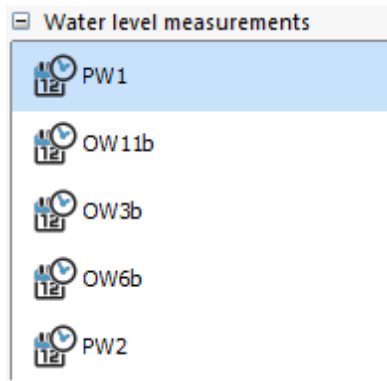 Water level measurements
PW1
OW11b
OW3b
OW6b
PW2